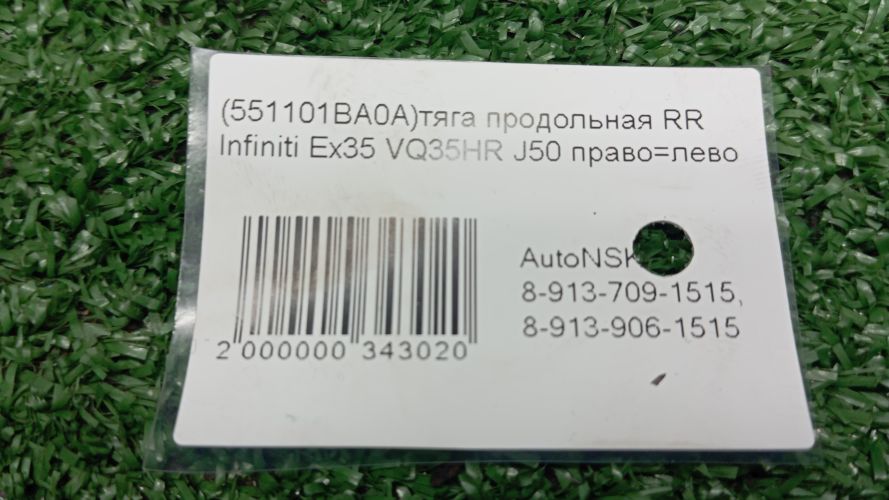 (551101BA0A)тяга продольная RR
Infiniti Ex35 VQ35HR J50 право=лево
AutoNSK
8-913-709-1515,
8-913-906-1515
2 000000 343020